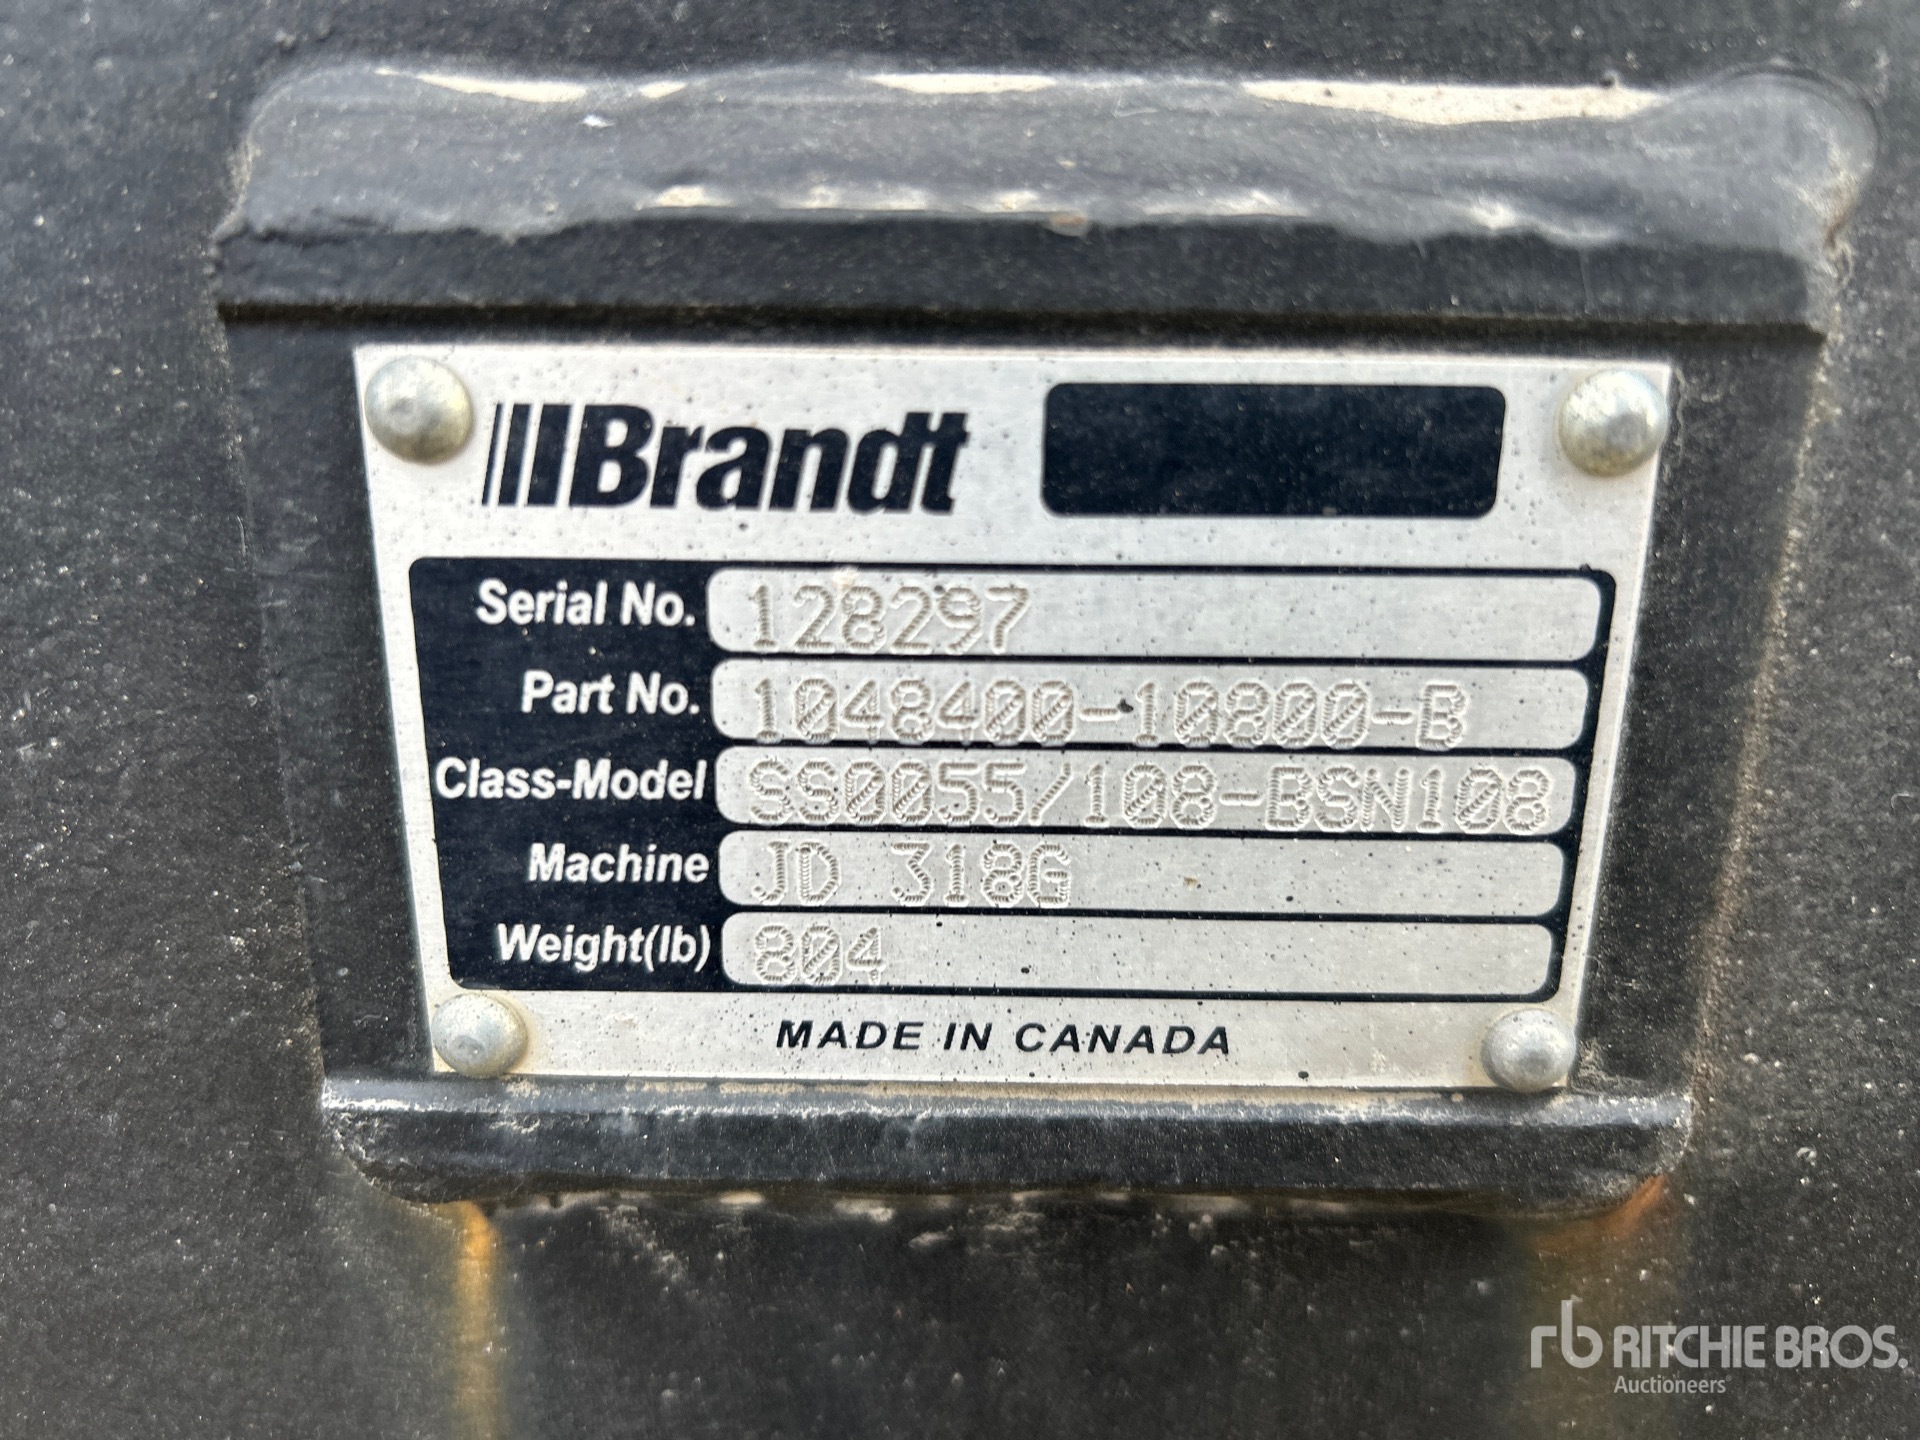 Brandt
Serial No. 128297
Part No. 1048400-10800-B
Class-Model SS0055/108-BSN108
Machine JD 318G
Weight(lb) 804
MADE IN CANADA
rb RITCHIE BROS.
Auctioneers